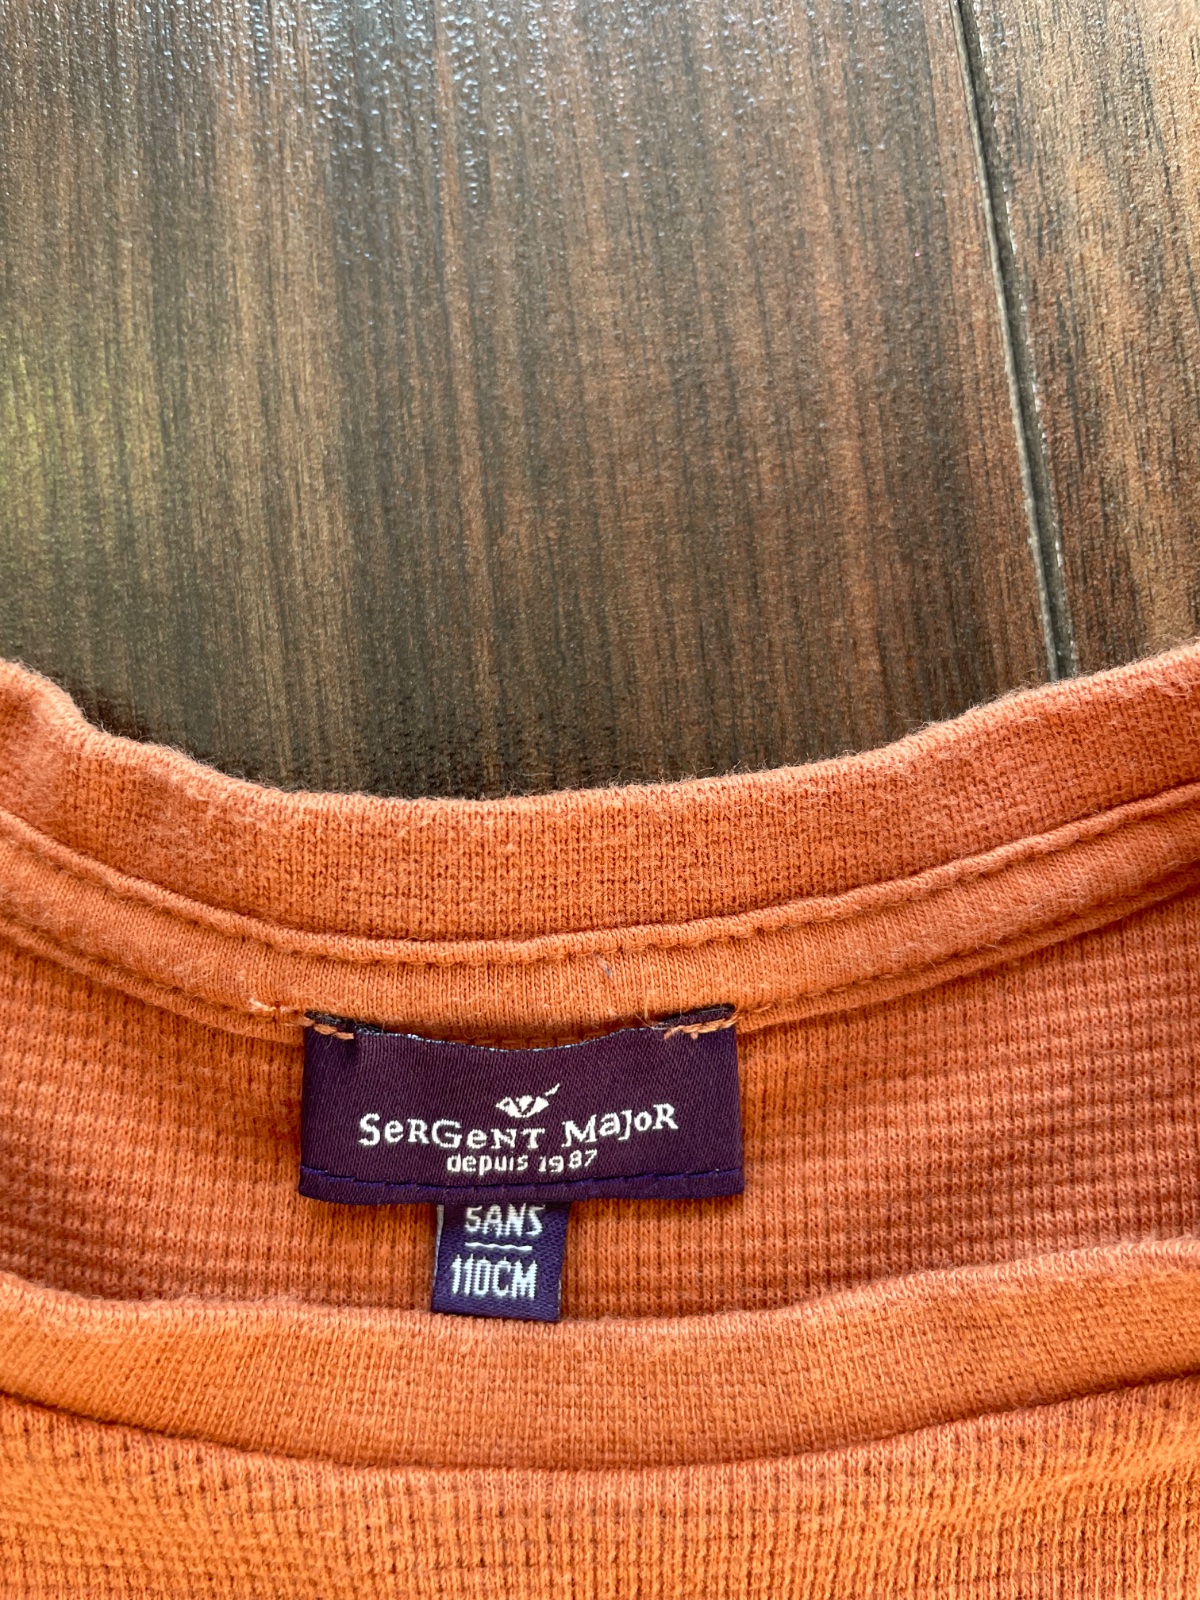 SeRGeNT MaJoR
depuis 1987
5ANS
110CM